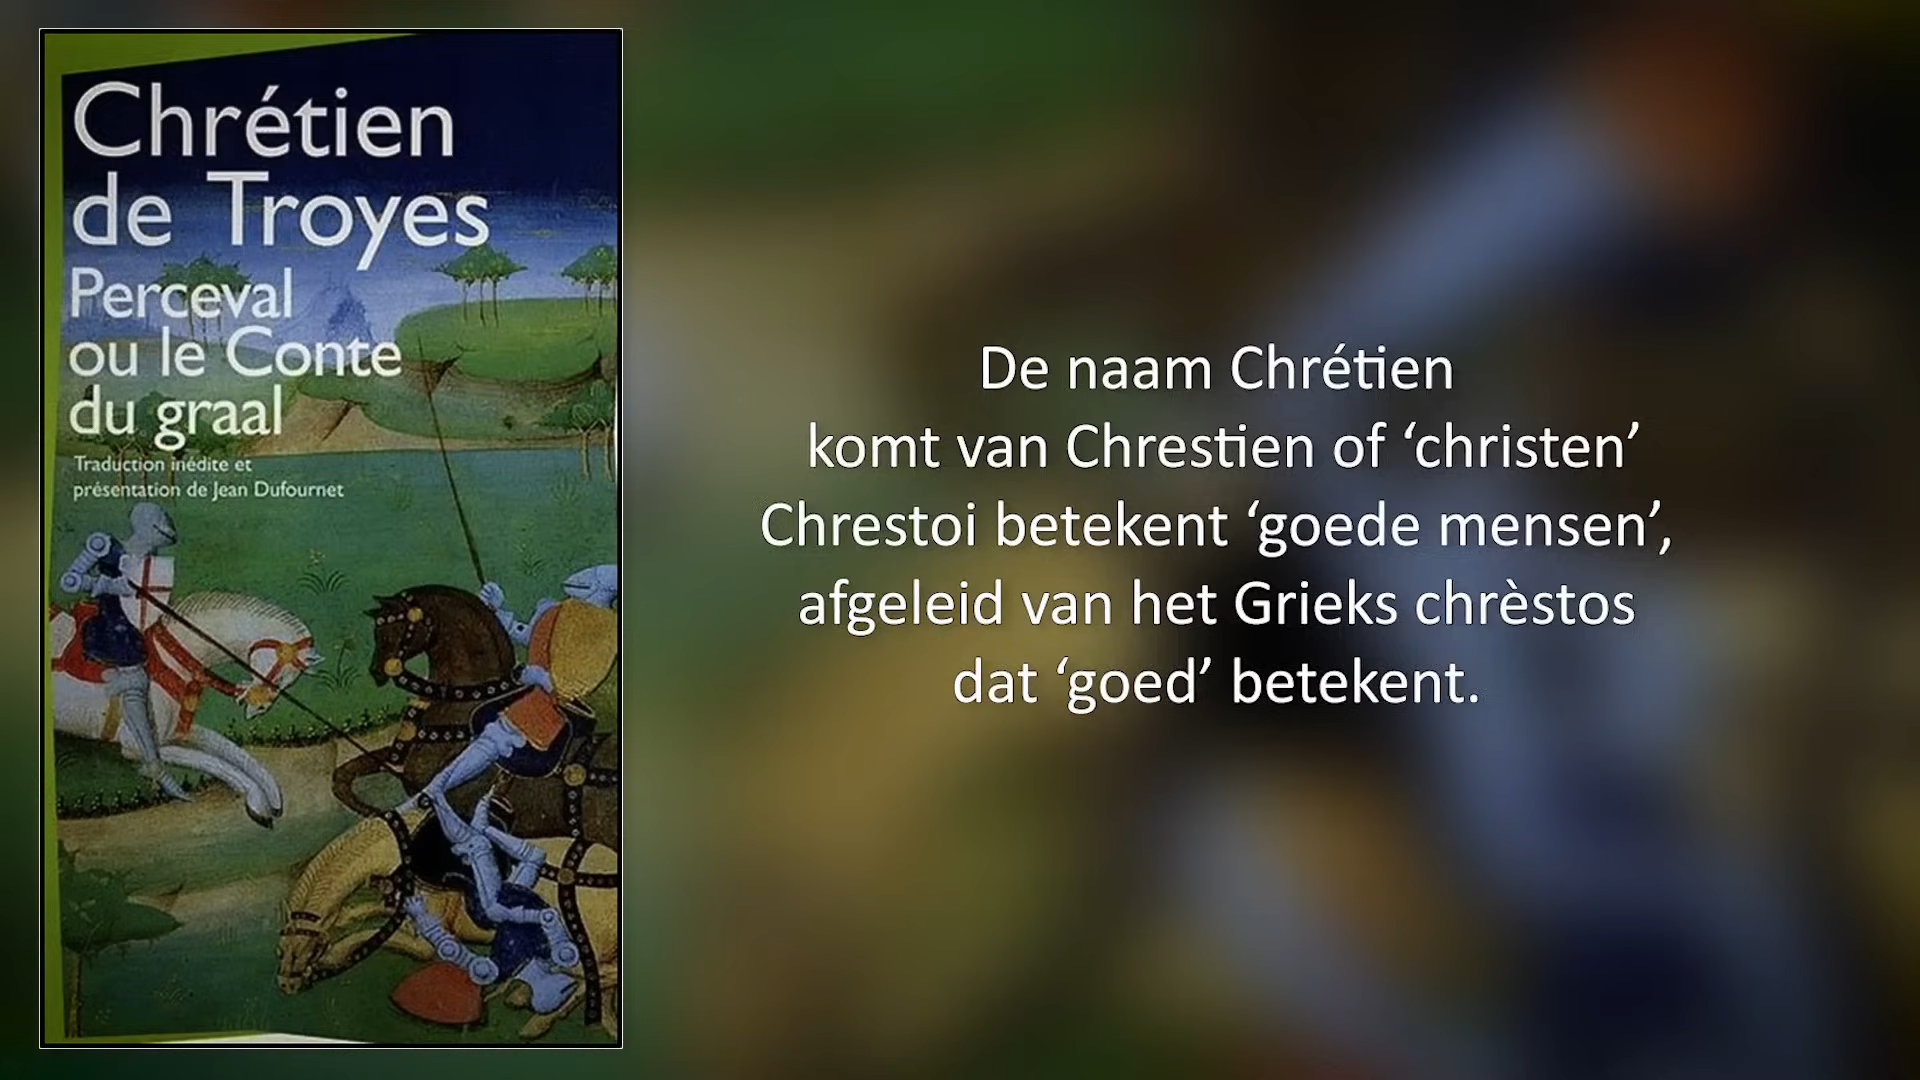 Chrétien
de Troyes
Perceval
ou le Conte
du graal
Traduction inédite et
présentation de Jean Dufournet
De naam Chrétien
komt van Chrestien of ‘christen’
Chrestoi betekent ‘goede mensen’,
afgeleid van het Grieks chrèstos
dat ‘goed’ betekent.